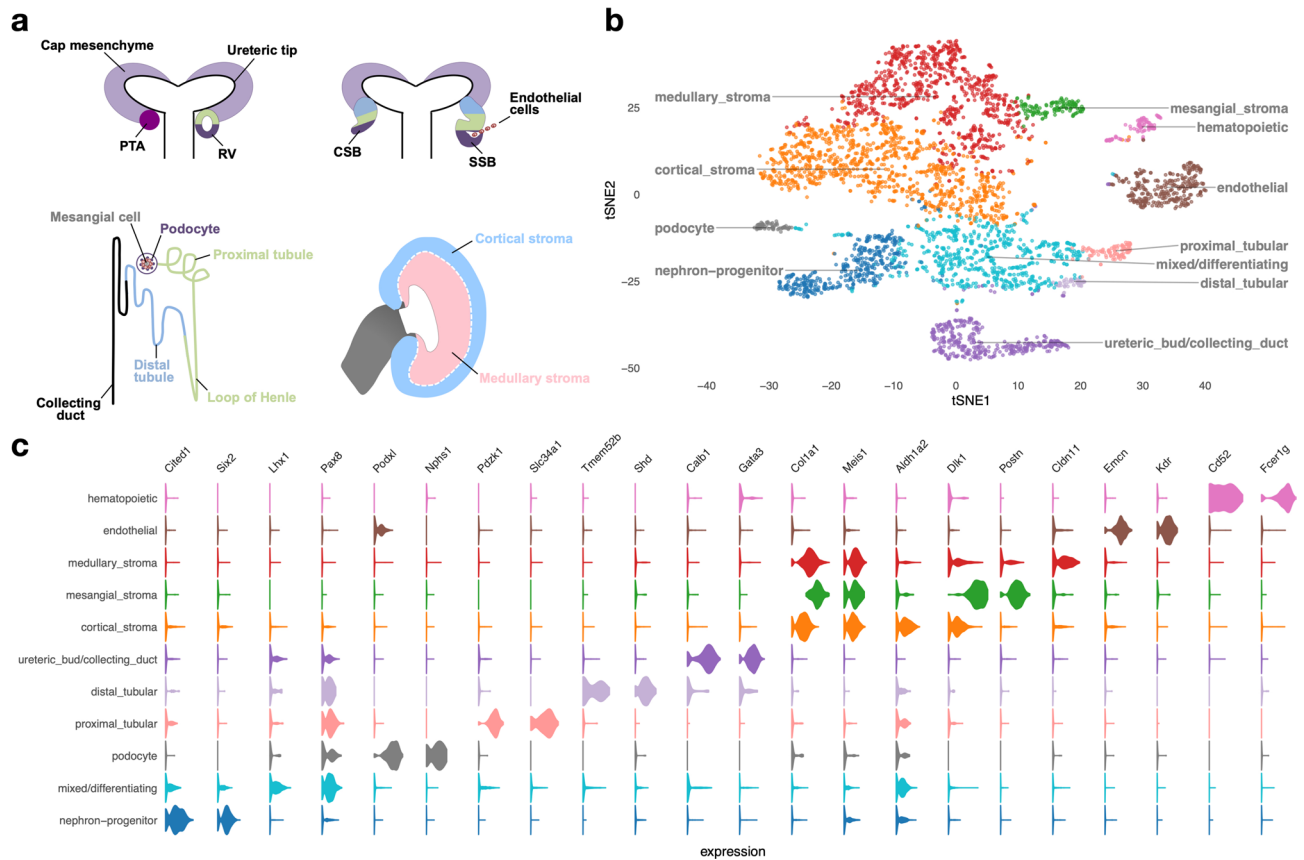 a
Cap mesenchyme
Ureteric tip
PTA
RV
Endothelial
cells
CSB
SSB
Mesangial cell
Podocyte
Proximal tubule
Distal
tubule
Loop of Henle
Collecting
duct
Cortical stroma
Medullary stroma
b
medullary_stroma
mesangial_stroma
hematopoietic
cortical_stroma
endothelial
podocyte
proximal_tubular
mixed/differentiating
nephron-progenitor
distal_tubular
ureteric_bud/collecting_duct
tSNE2
25
0
−25
−50
−40 −30 −20 −10 0 10 20 30 40
tSNE1
c
Cited1 Six2 Lhx1 Pax8 Podxl Nphs1 Pdzk1 Slc34a1 Tmem52b Shd Calb1 Gata3 Col1a1 Meis1 Aldh1a2 Dlk1 Postn Cldn11 Emcn Kdr Cd52 Fcer1g
hematopoietic
endothelial
medullary_stroma
mesangial_stroma
cortical_stroma
ureteric_bud/collecting_duct
distal_tubular
proximal_tubular
podocyte
mixed/differentiating
nephron-progenitor
expression